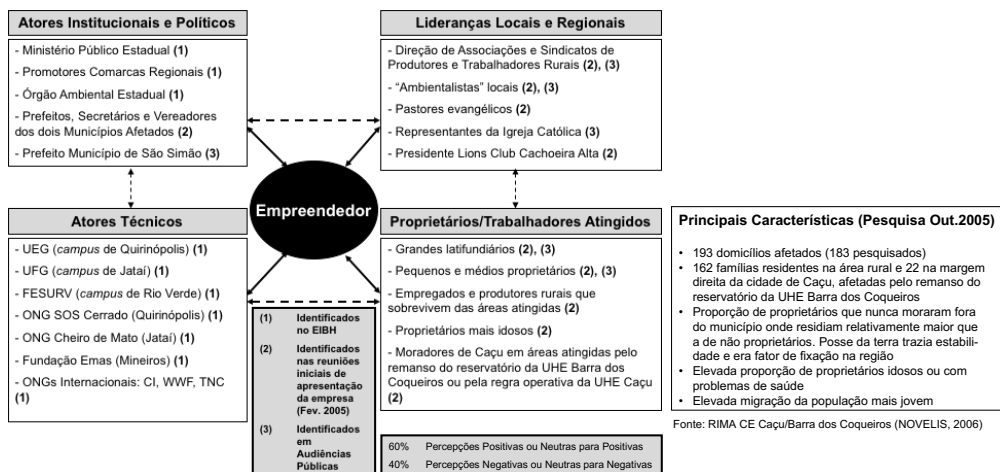 Atores Institucionais e Políticos
- Ministério Público Estadual (1)
- Promotores Comarcas Regionais (1)
- Órgão Ambiental Estadual (1)
- Prefeitos, Secretários e Vereadores
dos dois Municípios Afetados (2)
- Prefeito Município de São Simão (3)
Lideranças Locais e Regionais
- Direção de Associações e Sindicatos de
Produtores e Trabalhadores Rurais (2), (3)
- “Ambientalistas” locais (2), (3)
- Pastores evangélicos (2)
- Representantes da Igreja Católica (3)
- Presidente Lions Club Cachoeira Alta (2)
Empreendedor
Atores Técnicos
- UEG (campus de Quirinópolis) (1)
- UFG (campus de Jataí) (1)
- FESURV (campus de Rio Verde) (1)
- ONG SOS Cerrado (Quirinópolis) (1)
- ONG Cheiro de Mato (Jataí) (1)
- Fundação Emas (Mineiros) (1)
- ONGs Internacionais: CI, WWF, TNC
(1)
Proprietários/Trabalhadores Atingidos
- Grandes latifundiários (2), (3)
- Pequenos e médios proprietários (2), (3)
- Empregados e produtores rurais que
sobrevivem das áreas atingidas (2)
- Proprietários mais idosos (2)
- Moradores de Caçu em áreas atingidas pelo
remanso do reservatório da UHE Barra dos
Coqueiros ou pela regra operativa da UHE Caçu
(2)
(1) Identificados
no EIBH
(2) Identificados
nas reuniões
iniciais de
apresentação
da empresa
(Fev. 2005)
(3) Identificados
em
Audiências
Públicas
60% Percepções Positivas ou Neutras para Positivas
40% Percepções Negativas ou Neutras para Negativas
Principais Característícas (Pesquisa Out.2005)
• 193 domicílios afetados (183 pesquisados)
• 162 famílias residentes na área rural e 22 na margem
direita da cidade de Caçu, afetadas pelo remanso do
reservatório da UHE Barra dos Coqueiros
• Proporção de proprietários que nunca moraram fora
do município onde residiam relativamente maior que
a de não proprietários. Posse da terra trazia estabili-
dade e era fator de fixação na região
• Elevada proporção de proprietários idosos ou com
problemas de saúde
• Elevada migração da população mais jovem
Fonte: RIMA CE Caçu/Barra dos Coqueiros (NOVELIS, 2006)